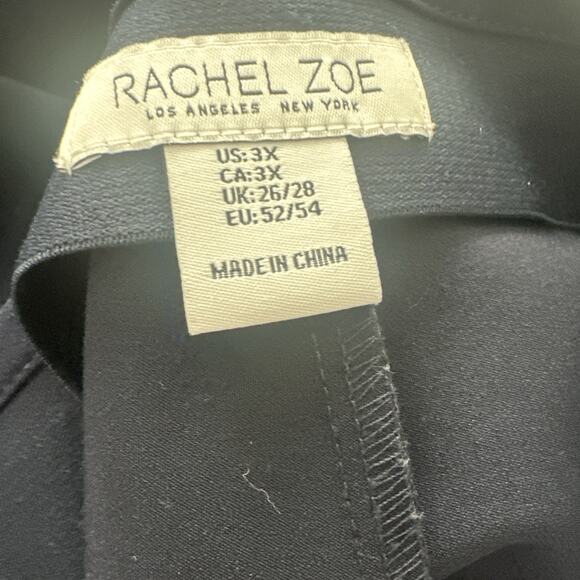 RACHEL ZOE
LOS ANGELES NEW YORK
US: 3X
CA: 3X
UK: 26/28
EU: 52/54
MADE IN CHINA